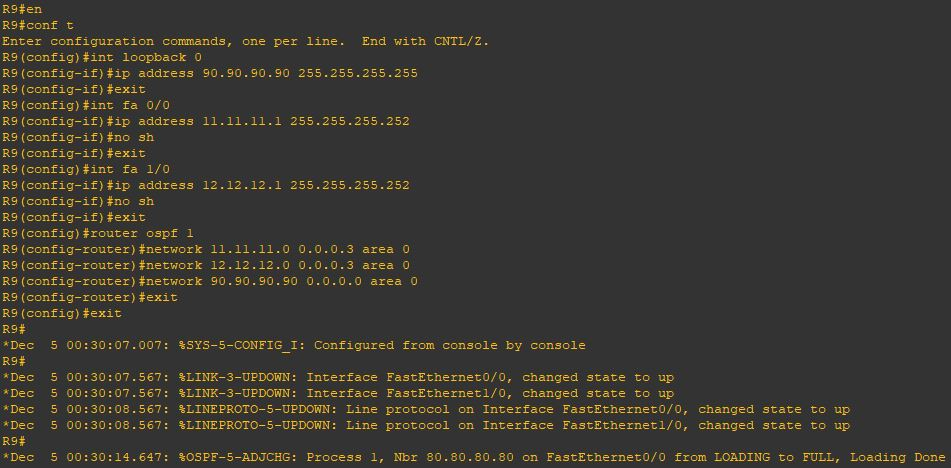 R9#en
R9#conf t
Enter configuration commands, one per line.  End with CNTL/Z.
R9(config)#int loopback 0
R9(config-if)#ip address 90.90.90.90 255.255.255.255
R9(config-if)#exit
R9(config)#int fa 0/0
R9(config-if)#ip address 11.11.11.1 255.255.255.252
R9(config-if)#no sh
R9(config-if)#exit
R9(config)#int fa 1/0
R9(config-if)#ip address 12.12.12.1 255.255.255.252
R9(config-if)#no sh
R9(config-if)#exit
R9(config)#router ospf 1
R9(config-router)#network 11.11.11.0 0.0.0.3 area 0
R9(config-router)#network 12.12.12.0 0.0.0.3 area 0
R9(config-router)#network 90.90.90.90 0.0.0.0 area 0
R9(config-router)#exit
R9(config)#exit
R9#
*Dec  5 00:30:07.007: %SYS-5-CONFIG_I: Configured from console by console
R9#
*Dec  5 00:30:07.567: %LINK-3-UPDOWN: Interface FastEthernet0/0, changed state to up
*Dec  5 00:30:07.567: %LINK-3-UPDOWN: Interface FastEthernet1/0, changed state to up
*Dec  5 00:30:08.567: %LINEPROTO-5-UPDOWN: Line protocol on Interface FastEthernet0/0, changed state to up
*Dec  5 00:30:08.567: %LINEPROTO-5-UPDOWN: Line protocol on Interface FastEthernet1/0, changed state to up
R9#
*Dec  5 00:30:14.647: %OSPF-5-ADJCHG: Process 1, Nbr 80.80.80.80 on FastEthernet0/0 from LOADING to FULL, Loading Done